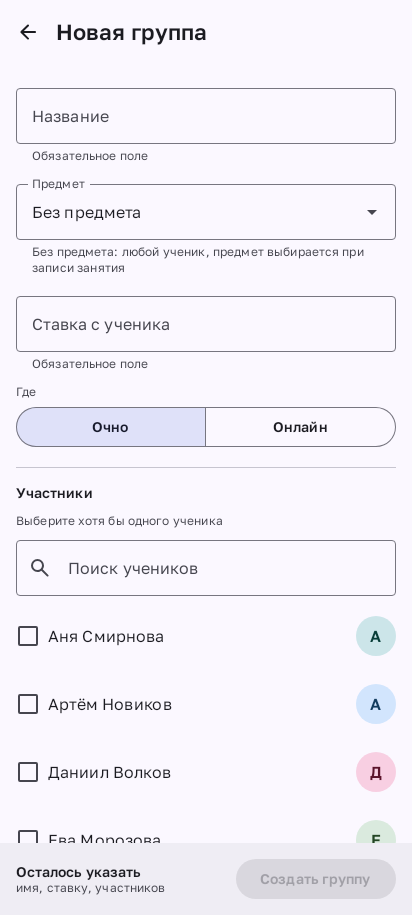 Новая группа
Название
Обязательное поле
Предмет
Без предмета
Без предмета: любой ученик, предмет выбирается при
записи занятия
Ставка с ученика
Обязательное поле
Где
Очно
Онлайн
Участники
Выберите хотя бы одного ученика
Поиск учеников
Аня Смирнова
А
Артём Новиков
А
Даниил Волков
Д
Ева Морозова
Е
Осталось указать
имя, ставку, участников
Создать группу